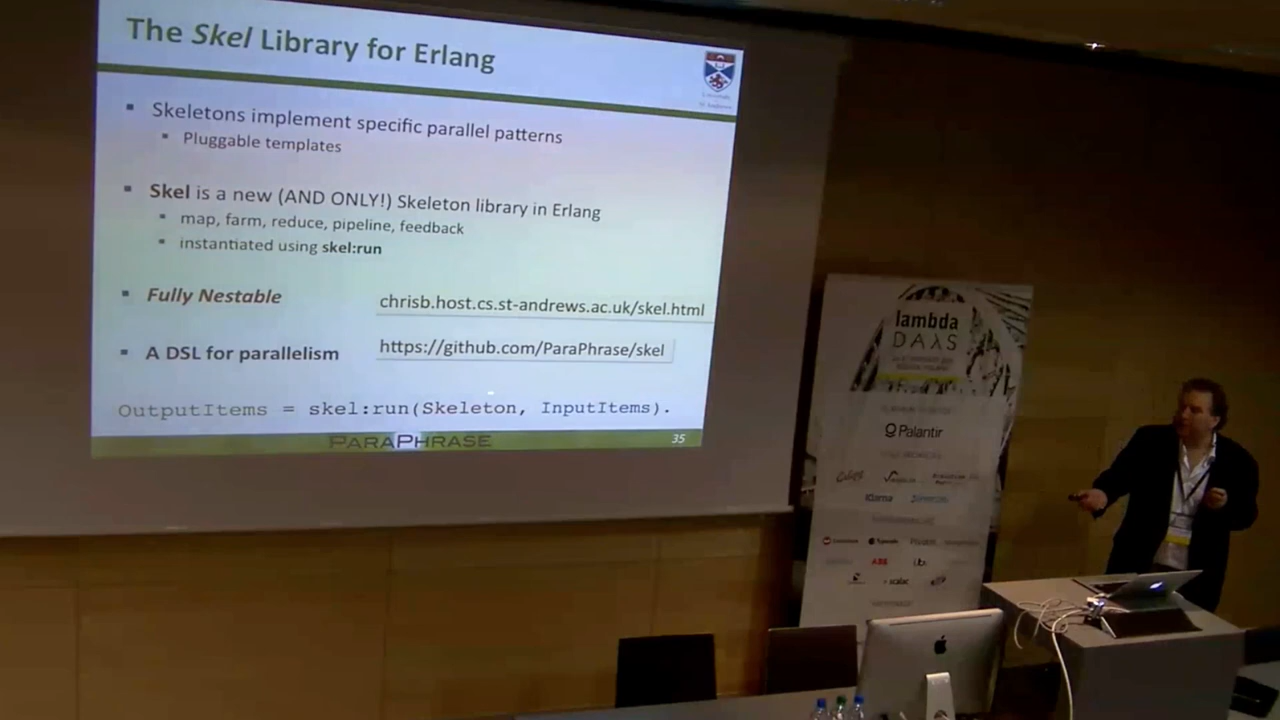 The Skel Library for Erlang
Skeletons implement specific parallel patterns
Pluggable templates
Skel is a new (AND ONLY!) Skeleton library in Erlang
map, farm, reduce, pipeline, feedback
instantiated using skel:run
Fully Nestable
chrisb.host.cs.st-andrews.ac.uk/skel.html
A DSL for parallelism
https://github.com/ParaPhrase/skel
OutputItems = skel:run(Skeleton, InputItems).
PARAPHRASE
35
lambda
DAλS
Palantir
Klarna
ABB
scalac